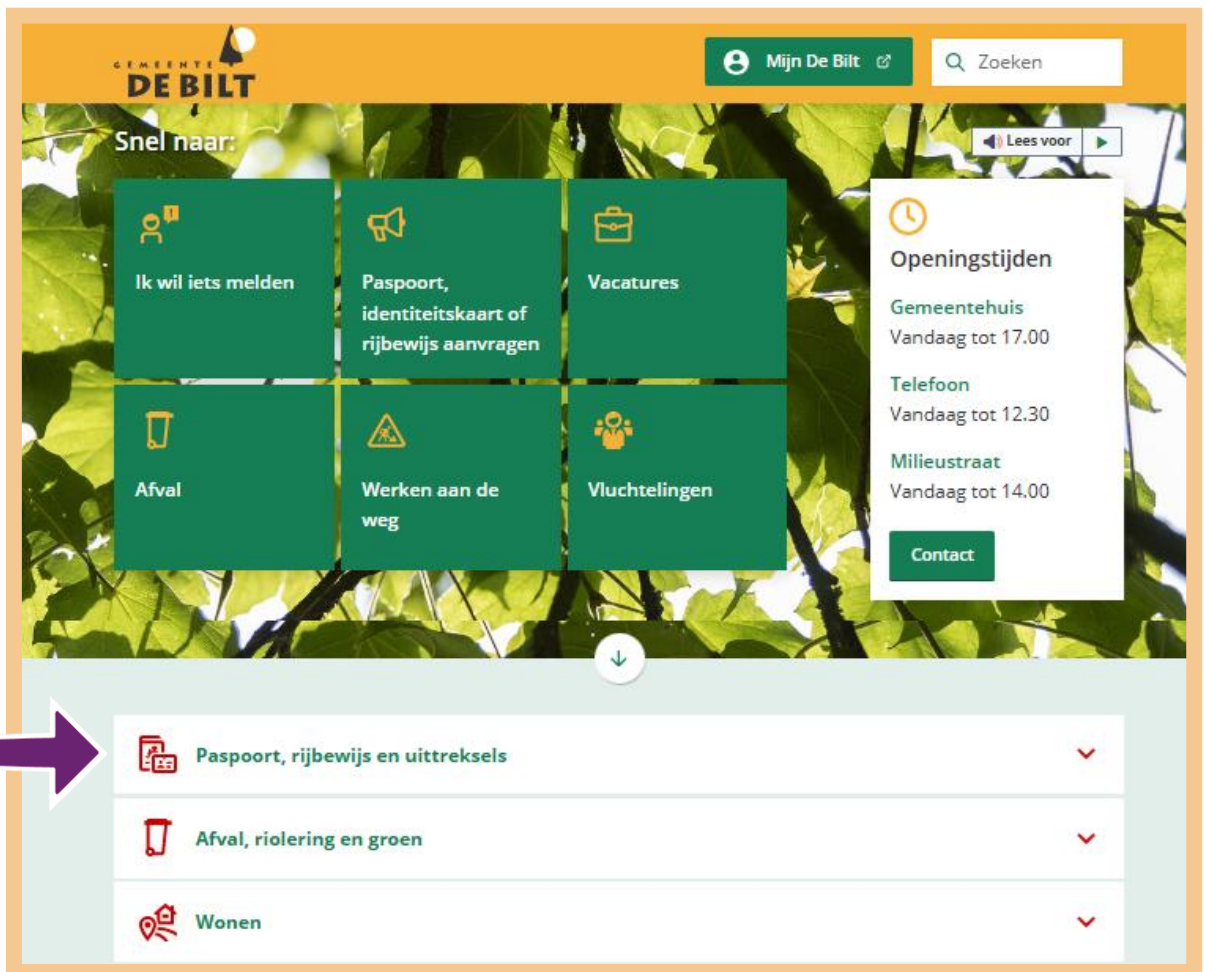 GEMEENTE
DE BILT
Mijn De Bilt
Zoeken
Snel naar:
Lees voor
Ik wil iets melden
Paspoort,
identiteitskaart of
rijbewijs aanvragen
Vacatures
Afval
Werken aan de
weg
Vluchtelingen
Openingstijden
Gemeentehuis
Vandaag tot 17.00
Telefoon
Vandaag tot 12.30
Milieustraat
Vandaag tot 14.00
Contact
Paspoort, rijbewijs en uittreksels
Afval, riolering en groen
Wonen